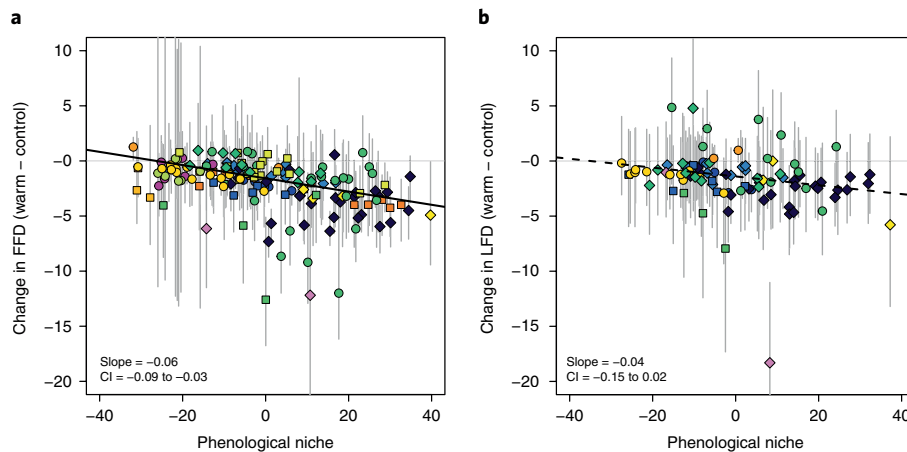 a
b
Change in FFD (warm – control)
10
5
–0
–5
–10
–15
–20
Slope = –0.06
CI = –0.09 to –0.03
–40
–20
0
20
40
Phenological niche
Change in LFD (warm – control)
10
5
–0
–5
–10
–15
–20
Slope = –0.04
CI = –0.15 to 0.02
–40
–20
0
20
40
Phenological niche